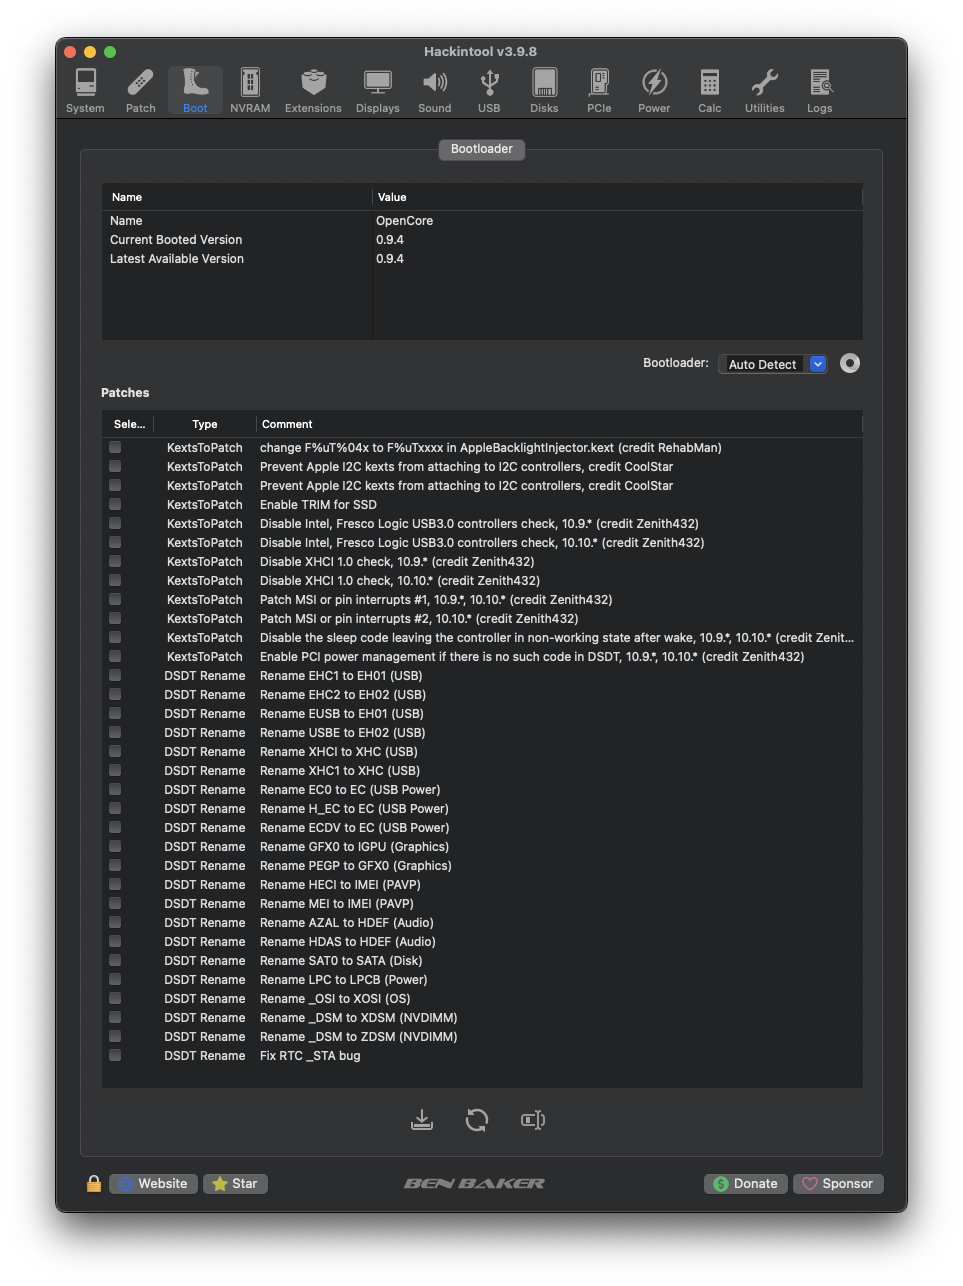 Hackintool v3.9.8
System Patch Boot NVRAM Extensions Displays Sound USB Disks PCIe Power Calc Utilities Logs
Bootloader
Name Value
Name OpenCore
Current Booted Version 0.9.4
Latest Available Version 0.9.4
Bootloader: Auto Detect
Patches
Sele... Type Comment
KextsToPatch change F%uT%04x to F%uTxxxx in AppleBacklightInjector.kext (credit RehabMan)
KextsToPatch Prevent Apple I2C kexts from attaching to I2C controllers, credit CoolStar
KextsToPatch Prevent Apple I2C kexts from attaching to I2C controllers, credit CoolStar
KextsToPatch Enable TRIM for SSD
KextsToPatch Disable Intel, Fresco Logic USB3.0 controllers check, 10.9.* (credit Zenith432)
KextsToPatch Disable Intel, Fresco Logic USB3.0 controllers check, 10.10.* (credit Zenith432)
KextsToPatch Disable XHCI 1.0 check, 10.9.* (credit Zenith432)
KextsToPatch Disable XHCI 1.0 check, 10.10.* (credit Zenith432)
KextsToPatch Patch MSI or pin interrupts #1, 10.9.*, 10.10.* (credit Zenith432)
KextsToPatch Patch MSI or pin interrupts #2, 10.10.* (credit Zenith432)
KextsToPatch Disable the sleep code leaving the controller in non-working state after wake, 10.9.*, 10.10.* (credit Zenit...
KextsToPatch Enable PCI power management if there is no such code in DSDT, 10.9.*, 10.10.* (credit Zenith432)
DSDT Rename Rename EHC1 to EH01 (USB)
DSDT Rename Rename EHC2 to EH02 (USB)
DSDT Rename Rename EUSB to EH01 (USB)
DSDT Rename Rename USBE to EH02 (USB)
DSDT Rename Rename XHCI to XHC (USB)
DSDT Rename Rename XHC1 to XHC (USB)
DSDT Rename Rename EC0 to EC (USB Power)
DSDT Rename Rename H_EC to EC (USB Power)
DSDT Rename Rename ECDV to EC (USB Power)
DSDT Rename Rename GFX0 to IGPU (Graphics)
DSDT Rename Rename PEGP to GFX0 (Graphics)
DSDT Rename Rename HECI to IMEI (PAVP)
DSDT Rename Rename MEI to IMEI (PAVP)
DSDT Rename Rename AZAL to HDEF (Audio)
DSDT Rename Rename HDAS to HDEF (Audio)
DSDT Rename Rename SAT0 to SATA (Disk)
DSDT Rename Rename LPC to LPCB (Power)
DSDT Rename Rename _OSI to XOSI (OS)
DSDT Rename Rename _DSM to XDSM (NVDIMM)
DSDT Rename Rename _DSM to ZDSM (NVDIMM)
DSDT Rename Fix RTC _STA bug
Website Star BEN BAKER Donate Sponsor